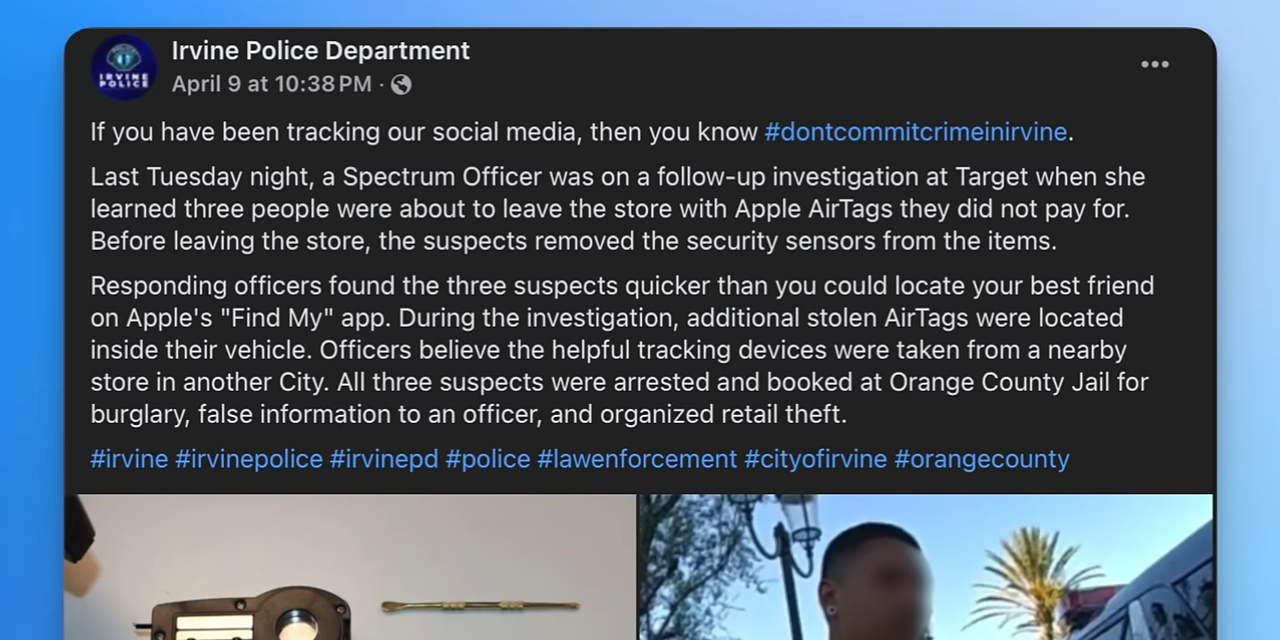 IRVINE
POLICE
Irvine Police Department
April 9 at 10:38 PM ·
If you have been tracking our social media, then you know #dontcommitcrimeinirvine.
Last Tuesday night, a Spectrum Officer was on a follow-up investigation at Target when she
learned three people were about to leave the store with Apple AirTags they did not pay for.
Before leaving the store, the suspects removed the security sensors from the items.
Responding officers found the three suspects quicker than you could locate your best friend
on Apple's "Find My" app. During the investigation, additional stolen AirTags were located
inside their vehicle. Officers believe the helpful tracking devices were taken from a nearby
store in another City. All three suspects were arrested and booked at Orange County Jail for
burglary, false information to an officer, and organized retail theft.
#irvine #irvinepolice #irvinepd #police #lawenforcement #cityofirvine #orangecounty